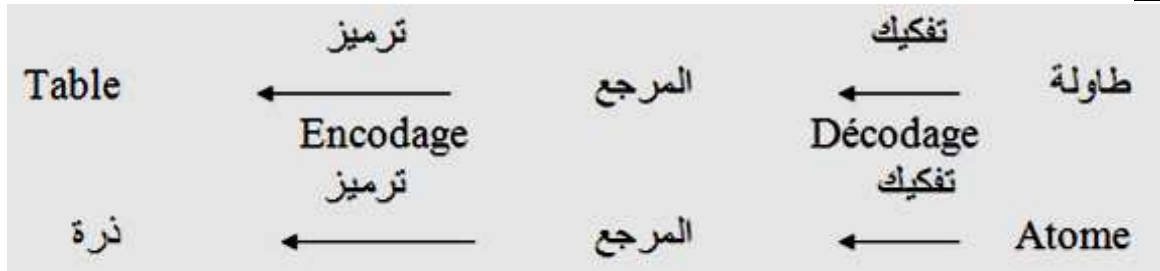 تفكيك ترميز
طاولة المرجع Table
Décodage Encodage
تفكيك ترميز
Atome المرجع ذرة